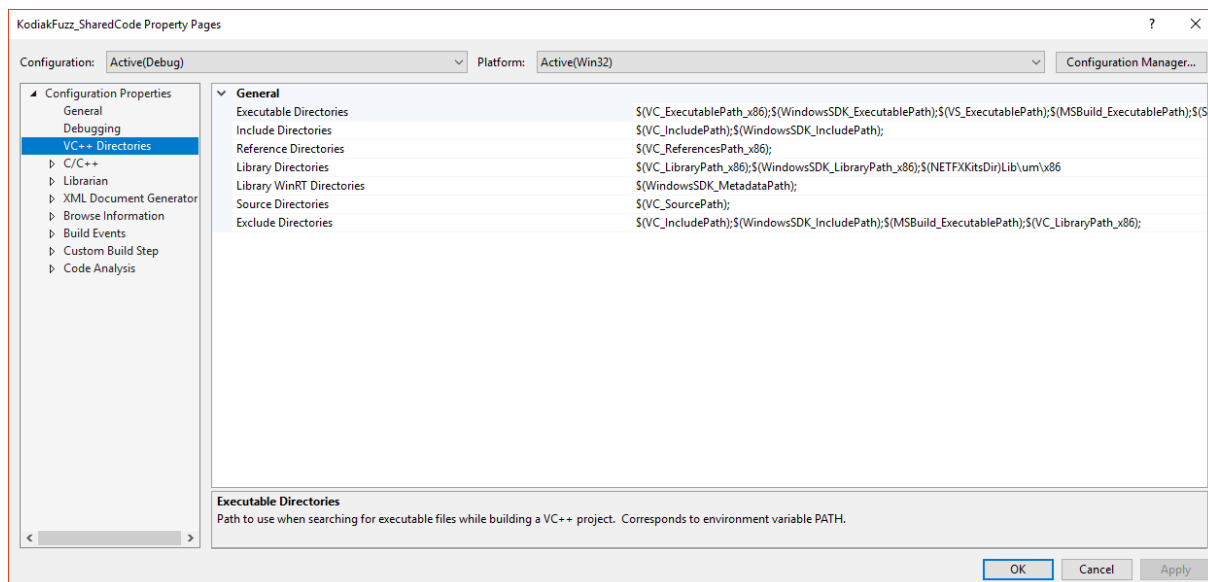 KodiakFuzz_SharedCode Property Pages
? ×
Configuration: Active(Debug) Platform: Active(Win32) Configuration Manager...
Configuration Properties
General
Debugging
VC++ Directories
C/C++
Librarian
XML Document Generator
Browse Information
Build Events
Custom Build Step
Code Analysis
General
Executable Directories $(VC_ExecutablePath_x86);$(WindowsSDK_ExecutablePath);$(VS_ExecutablePath);$(MSBuild_ExecutablePath);$(S
Include Directories $(VC_IncludePath);$(WindowsSDK_IncludePath);
Reference Directories $(VC_ReferencesPath_x86);
Library Directories $(VC_LibraryPath_x86);$(WindowsSDK_LibraryPath_x86);$(NETFXKitsDir)Lib\um\x86
Library WinRT Directories $(WindowsSDK_MetadataPath);
Source Directories $(VC_SourcePath);
Exclude Directories $(VC_IncludePath);$(WindowsSDK_IncludePath);$(MSBuild_ExecutablePath);$(VC_LibraryPath_x86);
Executable Directories
Path to use when searching for executable files while building a VC++ project. Corresponds to environment variable PATH.
OK Cancel Apply